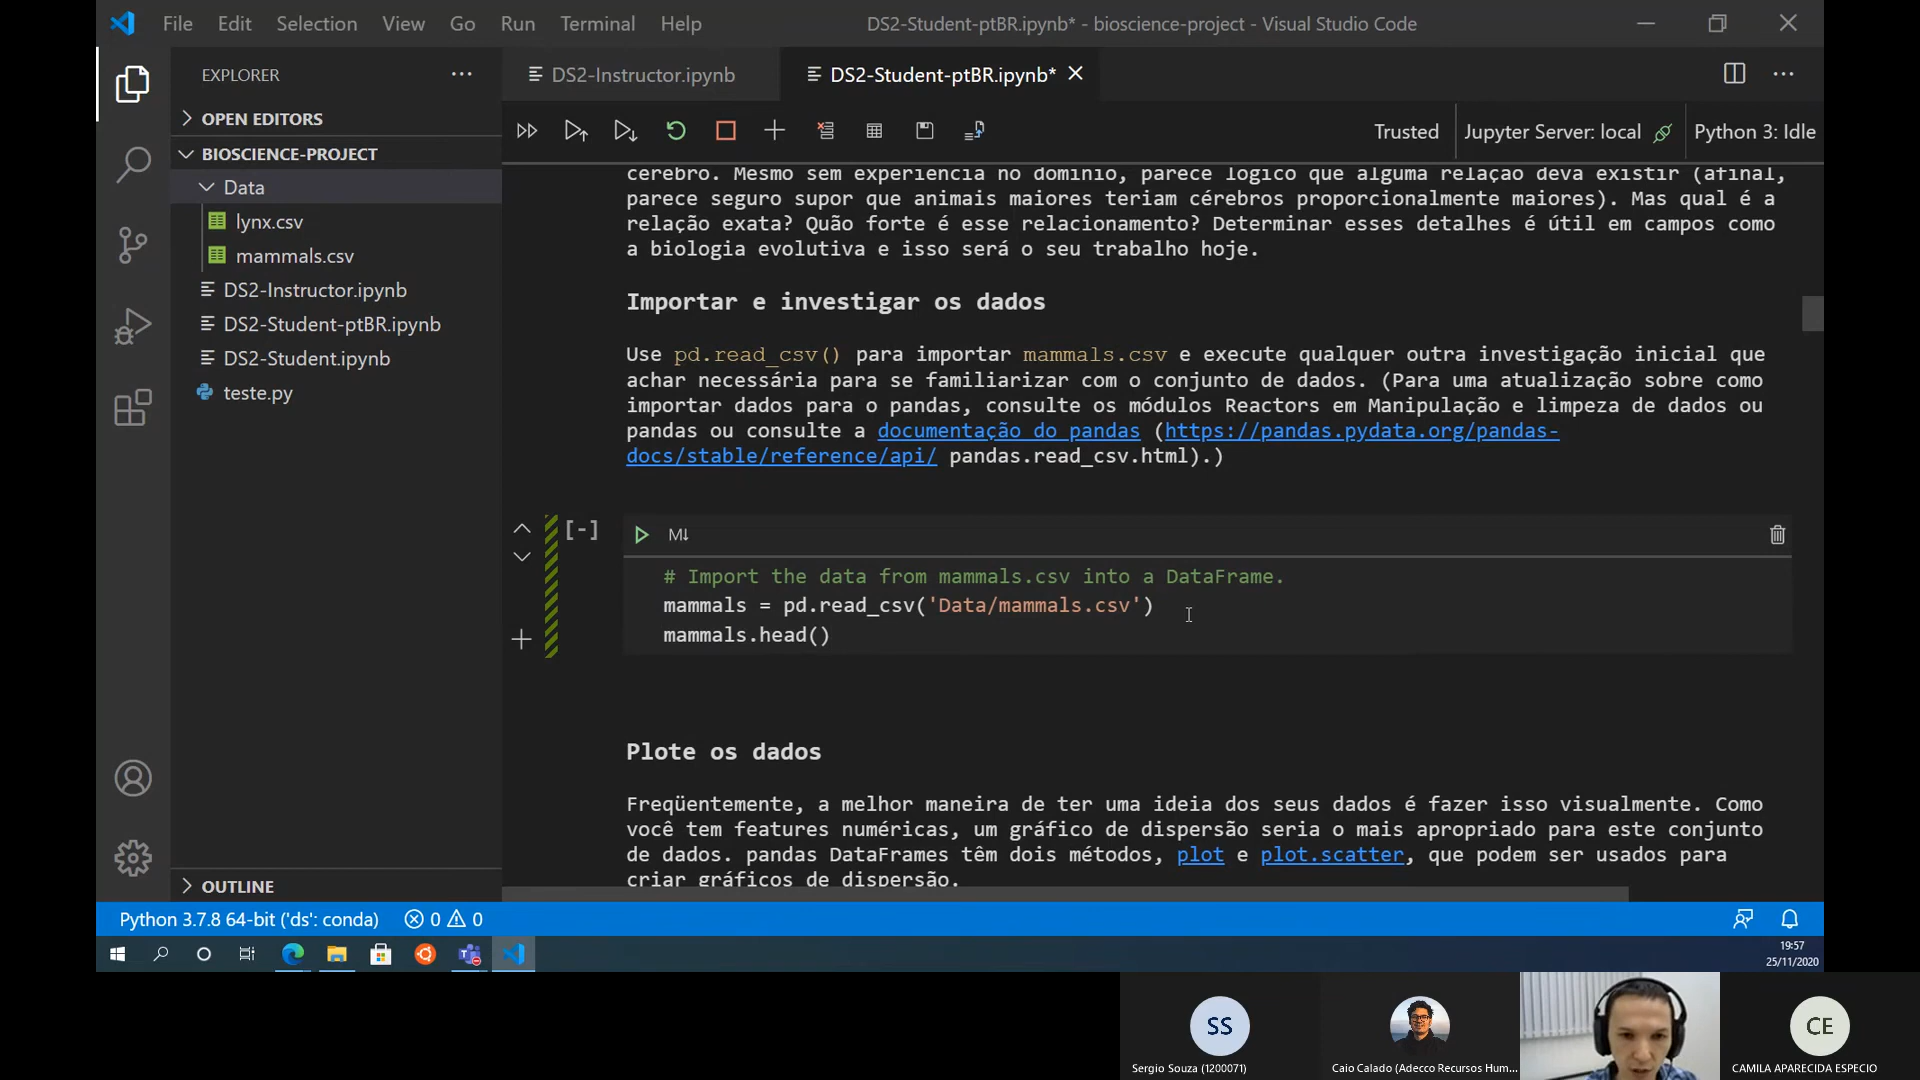 File Edit Selection View Go Run Terminal Help
DS2-Student-ptBR.ipynb* - bioscience-project - Visual Studio Code
EXPLORER
OPEN EDITORS
BIOSCIENCE-PROJECT
Data
lynx.csv
mammals.csv
DS2-Instructor.ipynb
DS2-Student-ptBR.ipynb
DS2-Student.ipynb
teste.py
OUTLINE
DS2-Instructor.ipynb
DS2-Student-ptBR.ipynb*
Trusted
Jupyter Server: local
Python 3: Idle
cérebro. Mesmo sem experiência no domínio, parece lógico que alguma relação deva existir (afinal,
parece seguro supor que animais maiores teriam cérebros proporcionalmente maiores). Mas qual é a
relação exata? Quão forte é esse relacionamento? Determinar esses detalhes é útil em campos como
a biologia evolutiva e isso será o seu trabalho hoje.
Importar e investigar os dados
Use pd.read_csv() para importar mammals.csv e execute qualquer outra investigação inicial que
achar necessária para se familiarizar com o conjunto de dados. (Para uma atualização sobre como
importar dados para o pandas, consulte os módulos Reactors em Manipulação e limpeza de dados ou
pandas ou consulte a documentação do pandas (https://pandas.pydata.org/pandas-
docs/stable/reference/api/ pandas.read_csv.html).)
[-]
M↓
# Import the data from mammals.csv into a DataFrame.
mammals = pd.read_csv('Data/mammals.csv')
mammals.head()
Plote os dados
Freqüentemente, a melhor maneira de ter uma ideia dos seus dados é fazer isso visualmente. Como
você tem features numéricas, um gráfico de dispersão seria o mais apropriado para este conjunto
de dados. pandas DataFrames têm dois métodos, plot e plot.scatter, que podem ser usados para
criar gráficos de dispersão.
Python 3.7.8 64-bit ('ds': conda)
0 0
19:57
25/11/2020
SS
Sergio Souza (1200071)
Caio Calado (Adecco Recursos Hum...
CE
CAMILA APARECIDA ESPECIO